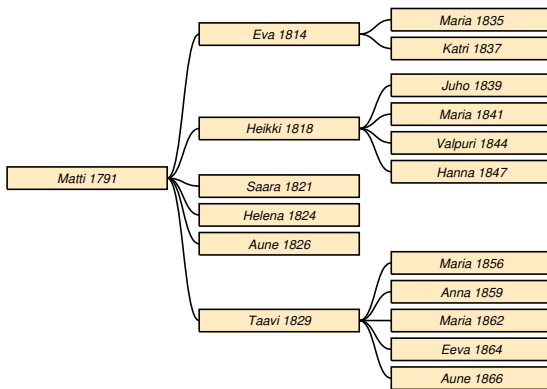 Matti 1791
Eva 1814
Maria 1835
Katri 1837
Heikki 1818
Juho 1839
Maria 1841
Valpuri 1844
Hanna 1847
Saara 1821
Helena 1824
Aune 1826
Taavi 1829
Maria 1856
Anna 1859
Maria 1862
Eeva 1864
Aune 1866